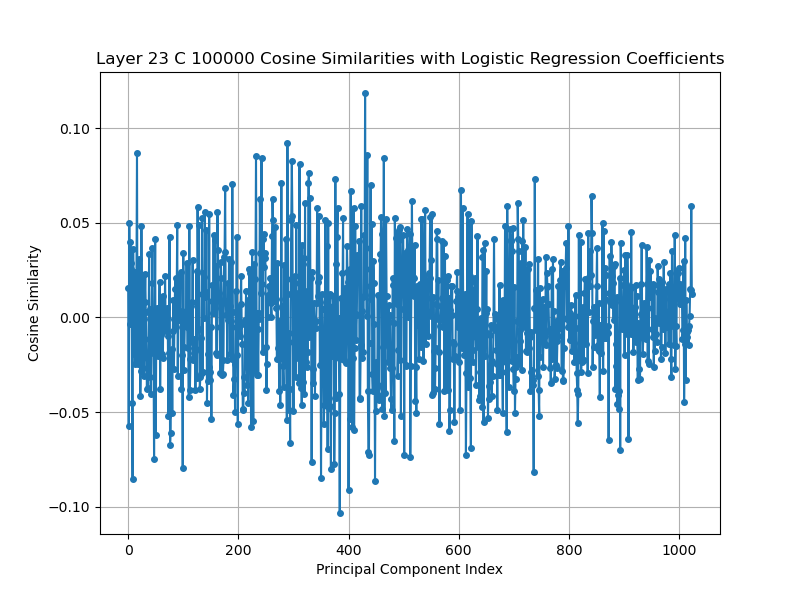 Layer 23 C 100000 Cosine Similarities with Logistic Regression Coefficients
0.10
0.05
0.00
−0.05
−0.10
Cosine Similarity
0 200 400 600 800 1000
Principal Component Index